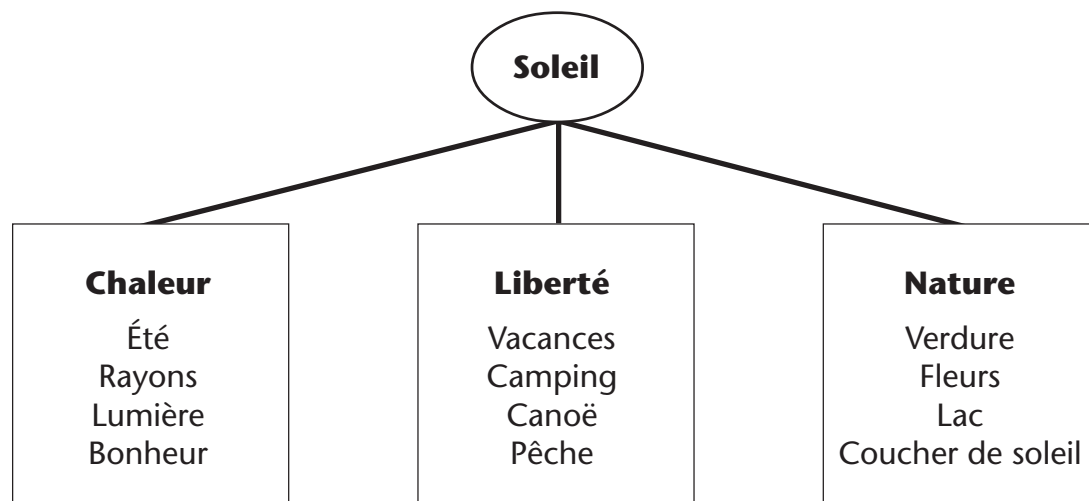 Soleil
Chaleur
Été
Rayons
Lumière
Bonheur
Liberté
Vacances
Camping
Canoë
Pêche
Nature
Verdure
Fleurs
Lac
Coucher de soleil